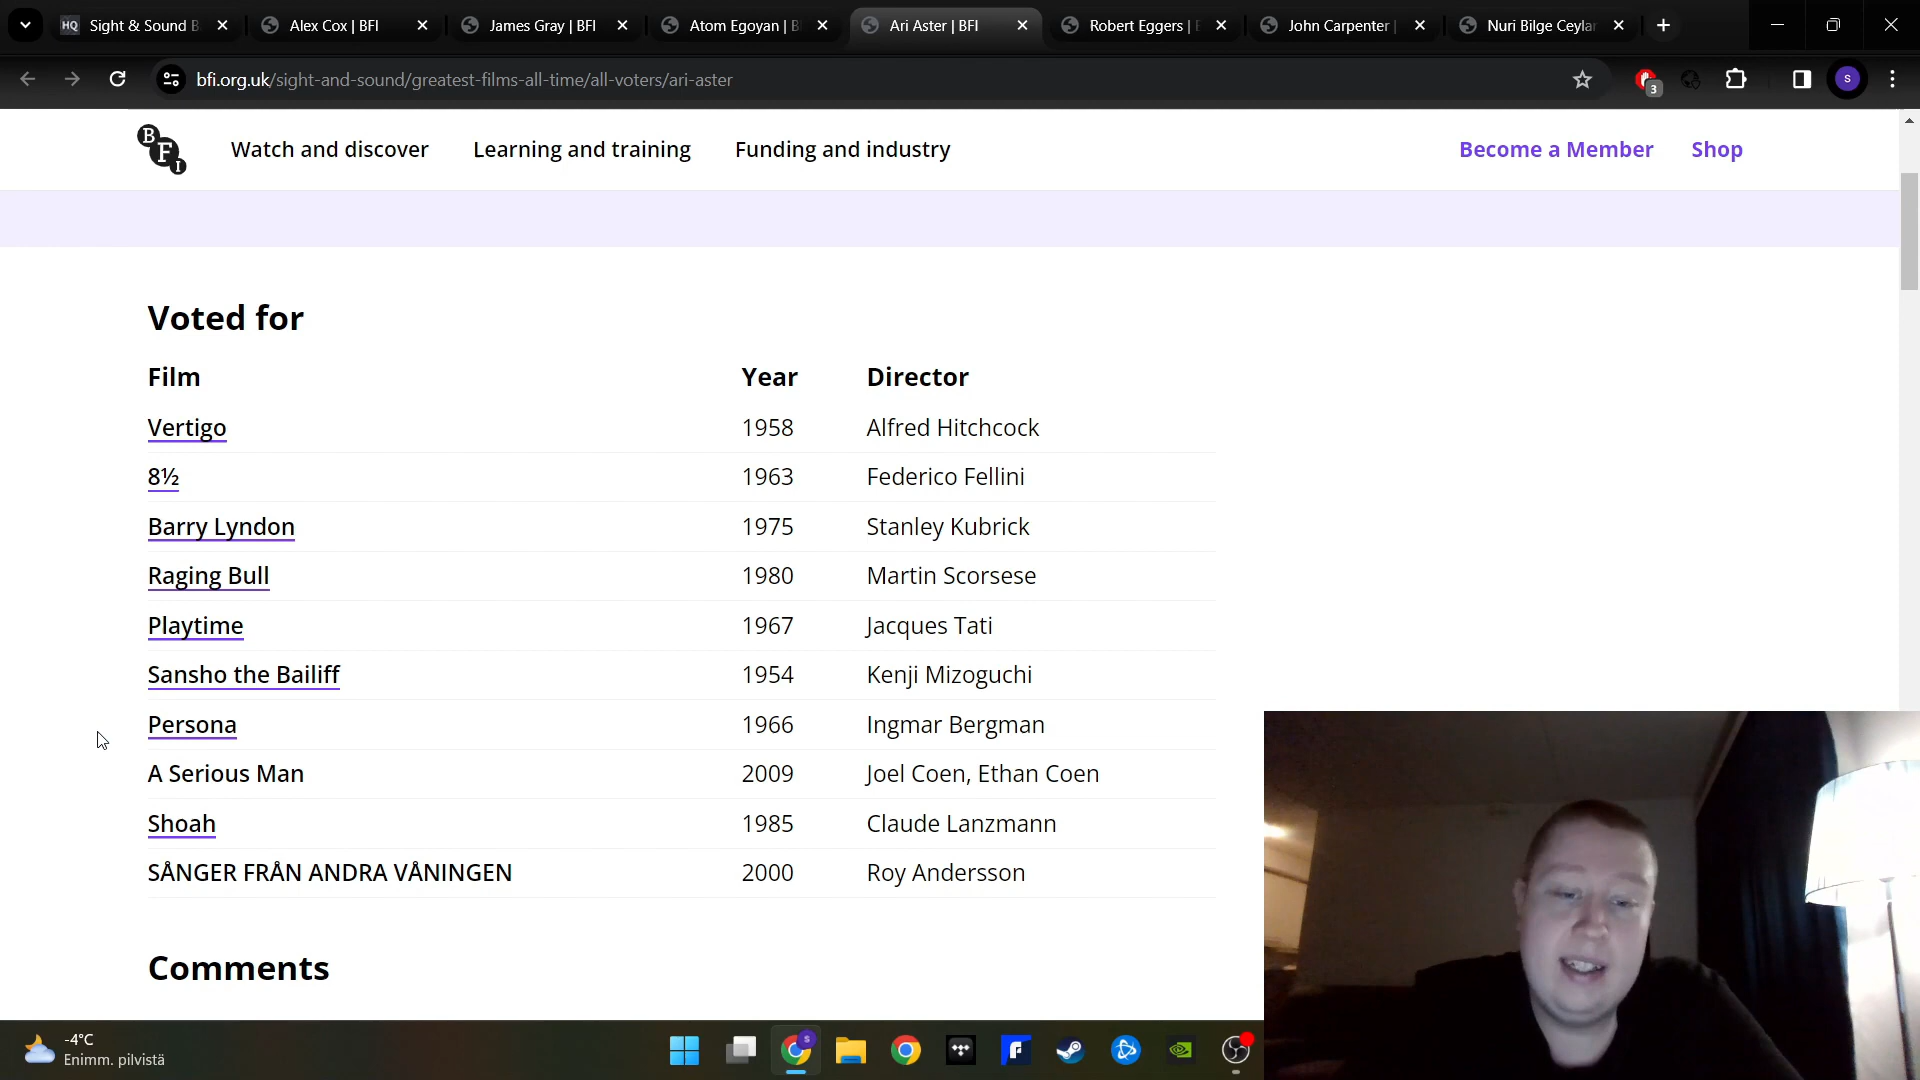 HQ Sight & Sound B
Alex Cox | BFI
James Gray | BFI
Atom Egoyan | B
Ari Aster | BFI
Robert Eggers | B
John Carpenter |
Nuri Bilge Ceylan
bfi.org.uk/sight-and-sound/greatest-films-all-time/all-voters/ari-aster
3
S
BFI
Watch and discover
Learning and training
Funding and industry
Become a Member
Shop
Voted for
Film Year Director
Vertigo 1958 Alfred Hitchcock
8½ 1963 Federico Fellini
Barry Lyndon 1975 Stanley Kubrick
Raging Bull 1980 Martin Scorsese
Playtime 1967 Jacques Tati
Sansho the Bailiff 1954 Kenji Mizoguchi
Persona 1966 Ingmar Bergman
A Serious Man 2009 Joel Coen, Ethan Coen
Shoah 1985 Claude Lanzmann
SÅNGER FRÅN ANDRA VÅNINGEN 2000 Roy Andersson
Comments
-4°C
Enimm. pilvistä